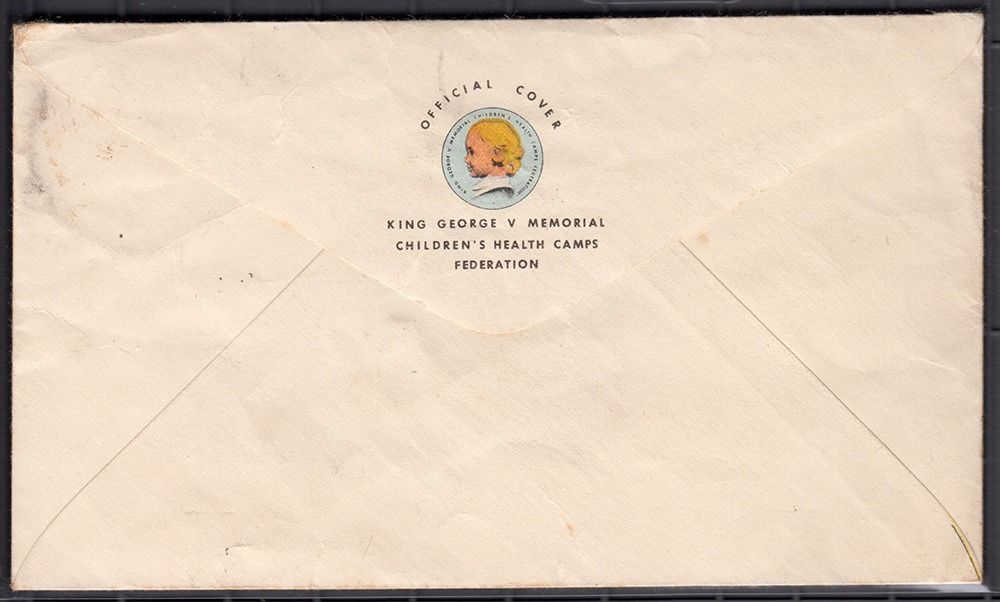 OFFICIAL COVER
KING GEORGE V MEMORIAL CHILDREN'S HEALTH CAMPS FEDERATION
KING GEORGE V MEMORIAL
CHILDREN'S HEALTH CAMPS
FEDERATION